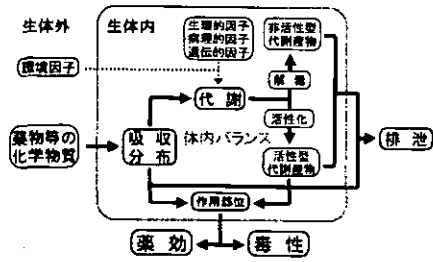 生体外
生体内
生理的因子
病理的因子
遺伝的因子
非活性型
代謝産物
環境因子
解毒
代謝
活性化
薬物等の
化学物質
吸収
分布
体内バランス
活性型
代謝産物
排泄
作用部位
薬効
毒性